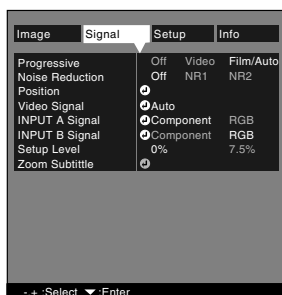 Image Signal Setup Info
Progressive Off Video Film/Auto
Noise Reduction Off NR1 NR2
Position
Video Signal Auto
INPUT A Signal Component RGB
INPUT B Signal Component RGB
Setup Level 0% 7.5%
Zoom Subtittle
- + :Select ▼ :Enter